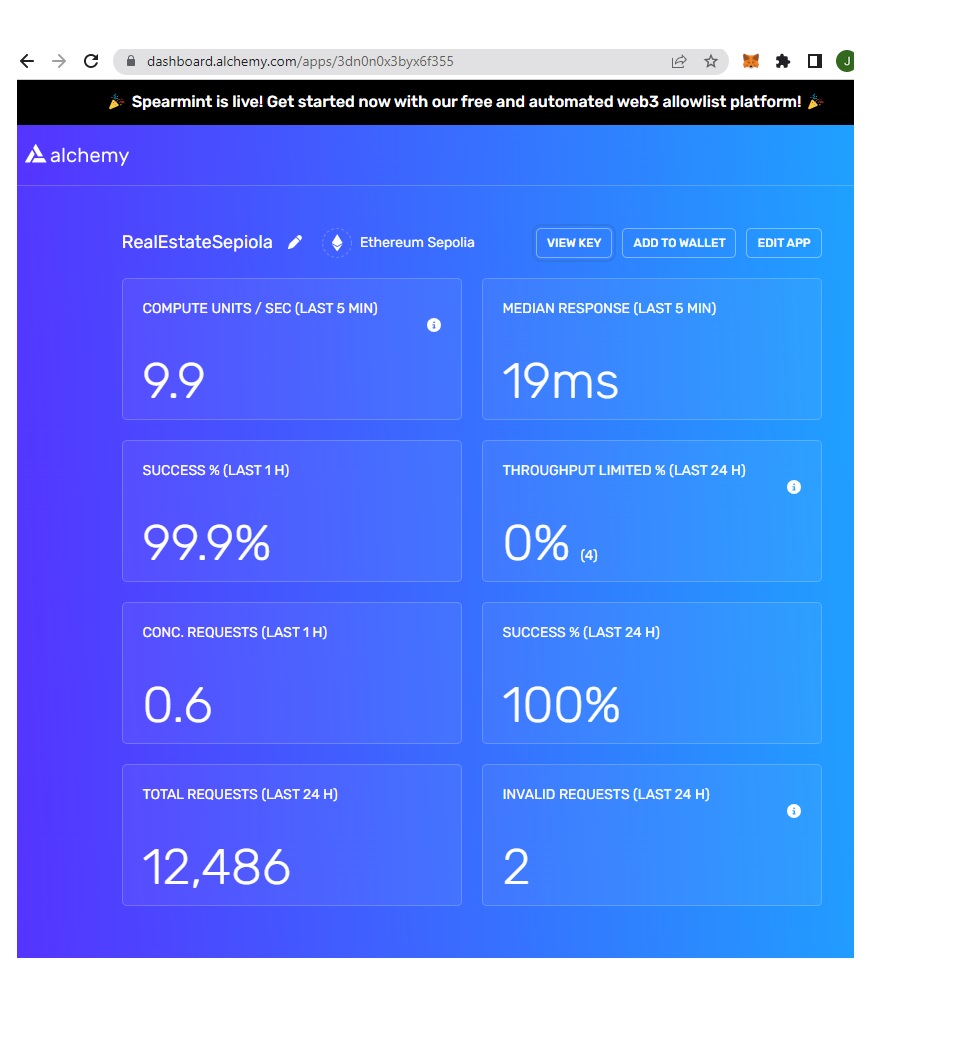 dashboard.alchemy.com/apps/3dn0n0x3byx6f355
J
🎉 Spearmint is live! Get started now with our free and automated web3 allowlist platform! 🎉
alchemy
RealEstateSepiola Ethereum Sepolia VIEW KEY ADD TO WALLET EDIT APP
COMPUTE UNITS / SEC (LAST 5 MIN)
9.9
MEDIAN RESPONSE (LAST 5 MIN)
19ms
SUCCESS % (LAST 1 H)
99.9%
THROUGHPUT LIMITED % (LAST 24 H)
0% (4)
CONC. REQUESTS (LAST 1 H)
0.6
SUCCESS % (LAST 24 H)
100%
TOTAL REQUESTS (LAST 24 H)
12,486
INVALID REQUESTS (LAST 24 H)
2